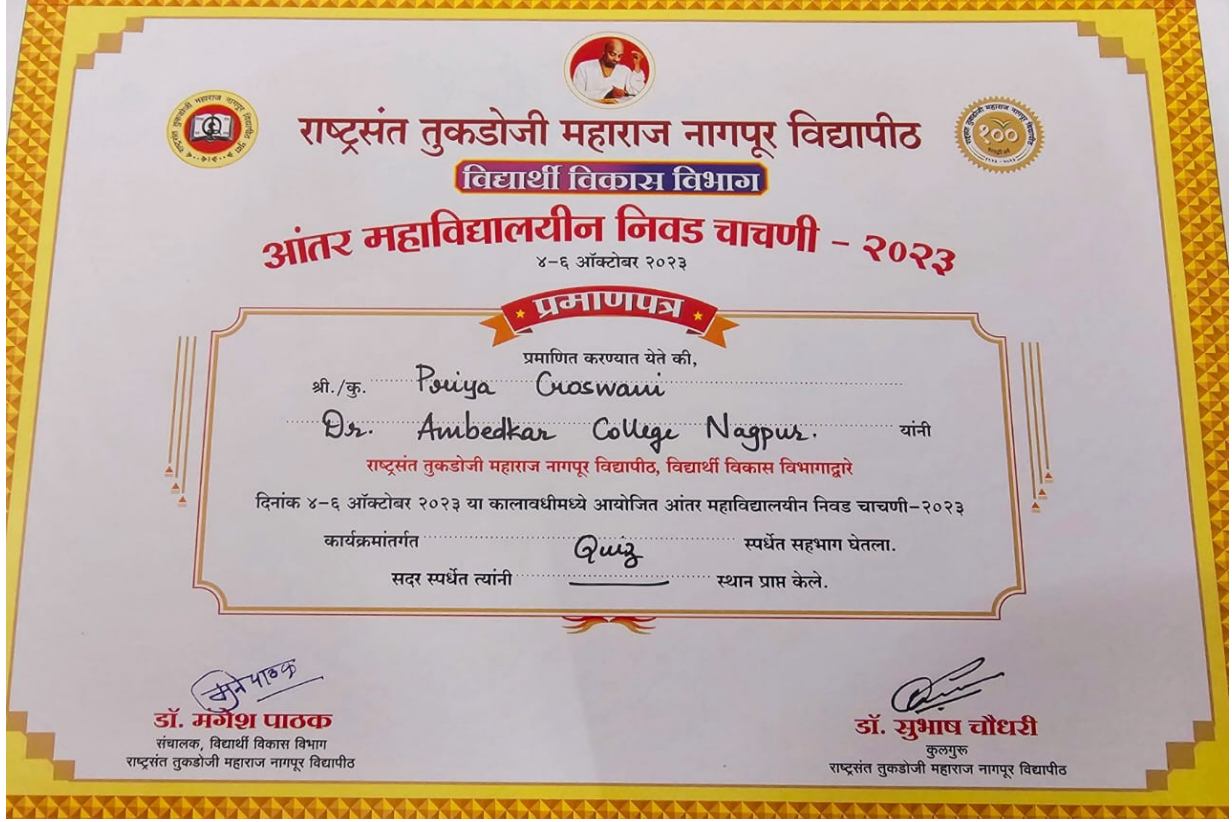 राष्ट्रसंत तुकडोजी महाराज नागपूर विद्यापीठ
विद्यार्थी विकास विभाग
आंतर महाविद्यालयीन निवड चाचणी - २०२३
४-६ ऑक्टोबर २०२३
प्रमाणपत्र
प्रमाणित करण्यात येते की,
श्री./कु. Priya Goswami
Dr. Ambedkar College Nagpur. यांनी
राष्ट्रसंत तुकडोजी महाराज नागपूर विद्यापीठ, विद्यार्थी विकास विभागाद्वारे
दिनांक ४-६ ऑक्टोबर २०२३ या कालावधीमध्ये आयोजित आंतर महाविद्यालयीन निवड चाचणी-२०२३
कार्यक्रमांतर्गत Quiz स्पर्धेत सहभाग घेतला.
सदर स्पर्धेत त्यांनी स्थान प्राप्त केले.
डॉ. मंगेश पाठक
संचालक, विद्यार्थी विकास विभाग
राष्ट्रसंत तुकडोजी महाराज नागपूर विद्यापीठ
डॉ. सुभाष चौधरी
कुलगुरू
राष्ट्रसंत तुकडोजी महाराज नागपूर विद्यापीठ